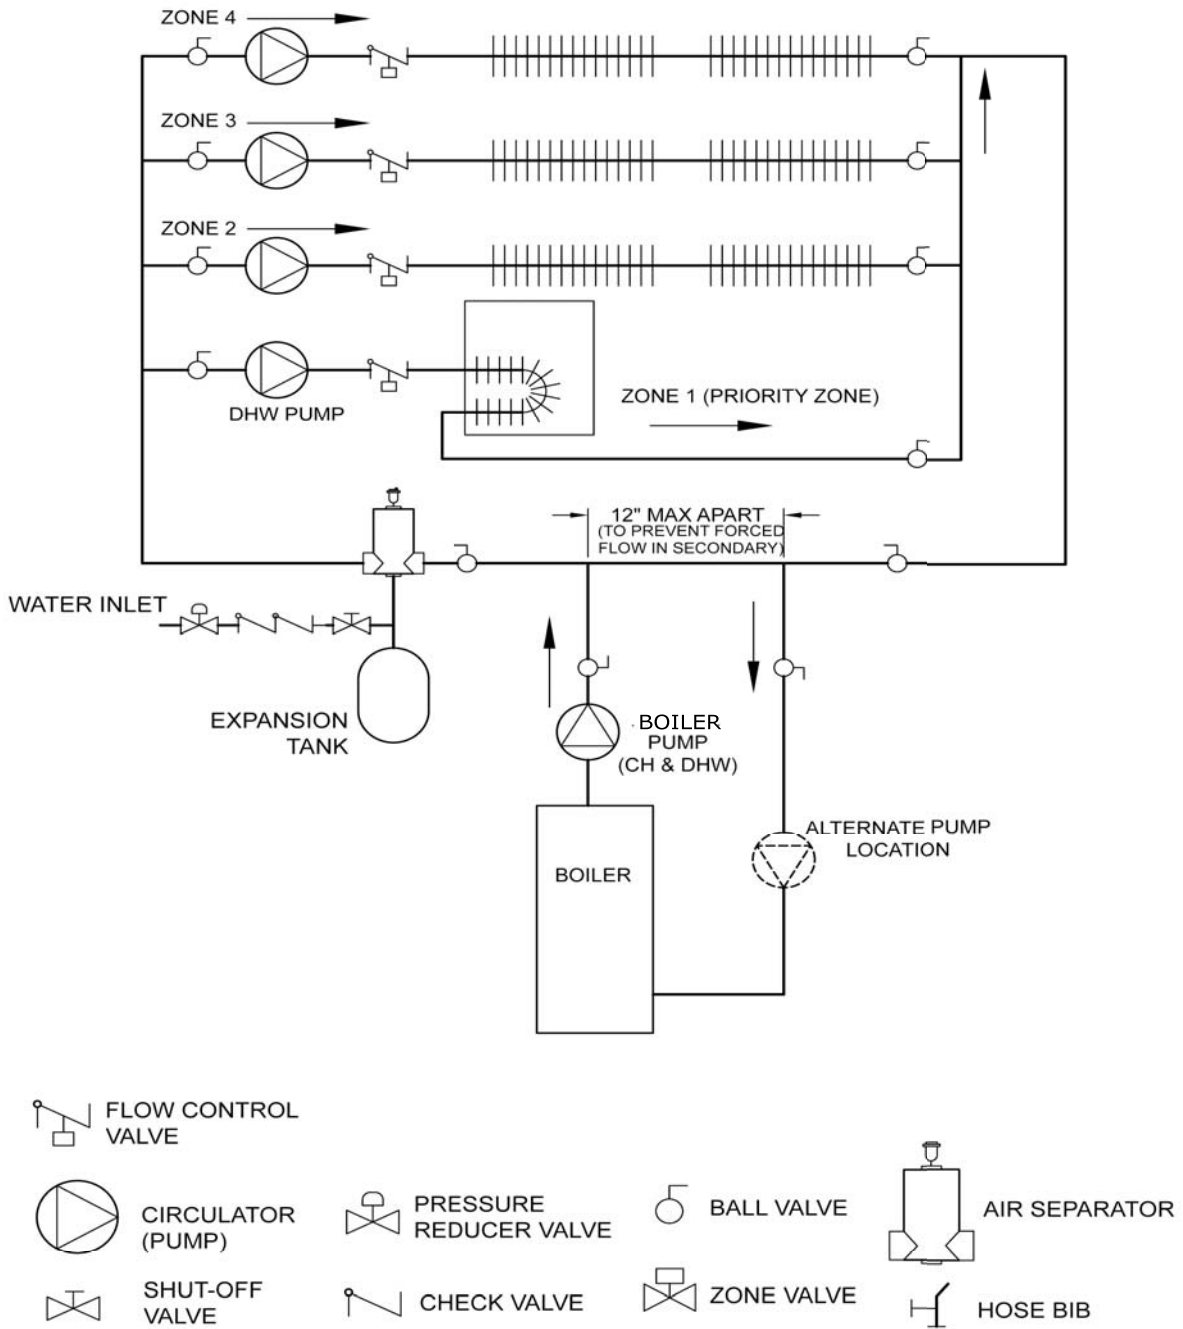 ZONE 4
ZONE 3
ZONE 2
DHW PUMP
ZONE 1 (PRIORITY ZONE)
12" MAX APART
(TO PREVENT FORCED
FLOW IN SECONDARY)
WATER INLET
EXPANSION
TANK
BOILER
PUMP
(CH & DHW)
ALTERNATE PUMP
LOCATION
BOILER
FLOW CONTROL
VALVE
CIRCULATOR
(PUMP)
PRESSURE
REDUCER VALVE
BALL VALVE
AIR SEPARATOR
SHUT-OFF
VALVE
CHECK VALVE
ZONE VALVE
HOSE BIB